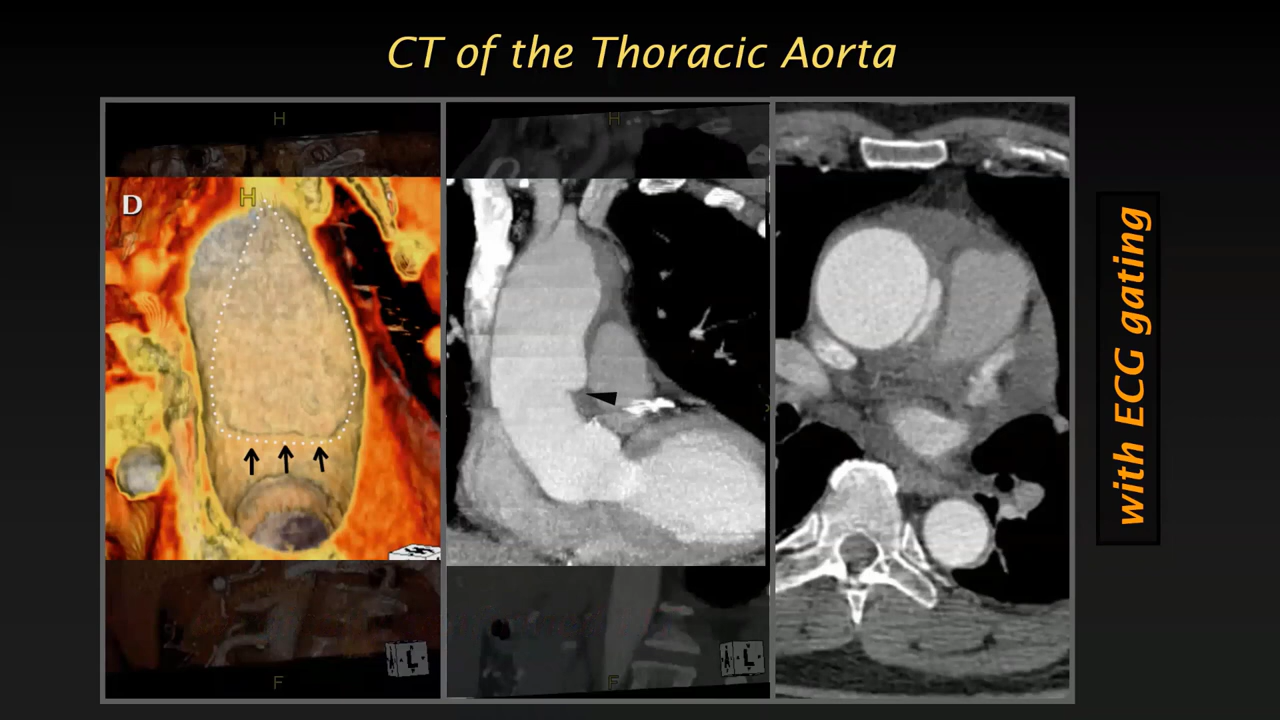 CT of the Thoracic Aorta
H
H
D
H
with ECG gating
L
L
F
F